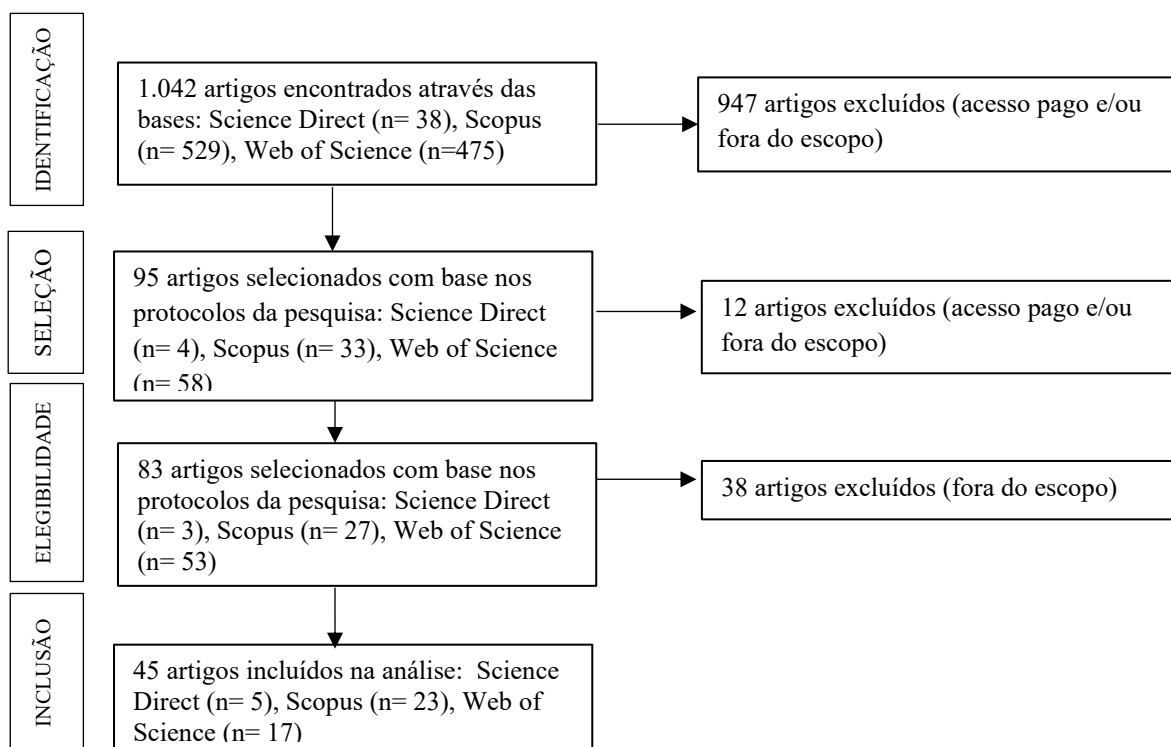 IDENTIFICAÇÃO
1.042 artigos encontrados através das
bases: Science Direct (n= 38), Scopus
(n= 529), Web of Science (n=475)
947 artigos excluídos (acesso pago e/ou
fora do escopo)
SELEÇÃO
95 artigos selecionados com base nos
protocolos da pesquisa: Science Direct
(n= 4), Scopus (n= 33), Web of Science
(n= 58)
12 artigos excluídos (acesso pago e/ou
fora do escopo)
ELEGIBILIDADE
83 artigos selecionados com base nos
protocolos da pesquisa: Science Direct
(n= 3), Scopus (n= 27), Web of Science
(n= 53)
38 artigos excluídos (fora do escopo)
INCLUSÃO
45 artigos incluídos na análise:  Science
Direct (n= 5), Scopus (n= 23), Web of
Science (n= 17)